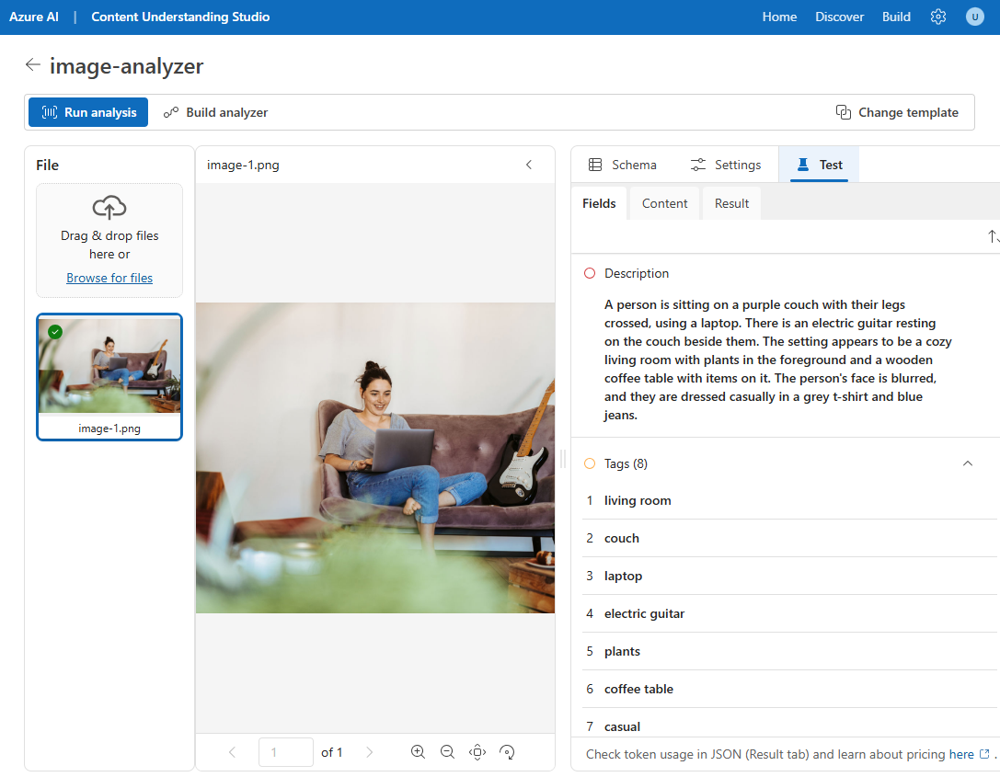 Azure AI | Content Understanding Studio Home Discover Build U
image-analyzer
Run analysis Build analyzer Change template
File
Drag & drop files
here or
Browse for files
image-1.png
image-1.png
1 of 1
Schema Settings Test
Fields Content Result
Description
A person is sitting on a purple couch with their legs
crossed, using a laptop. There is an electric guitar resting
on the couch beside them. The setting appears to be a cozy
living room with plants in the foreground and a wooden
coffee table with items on it. The person's face is blurred,
and they are dressed casually in a grey t-shirt and blue
jeans.
Tags (8)
1 living room
2 couch
3 laptop
4 electric guitar
5 plants
6 coffee table
7 casual
Check token usage in JSON (Result tab) and learn about pricing here .